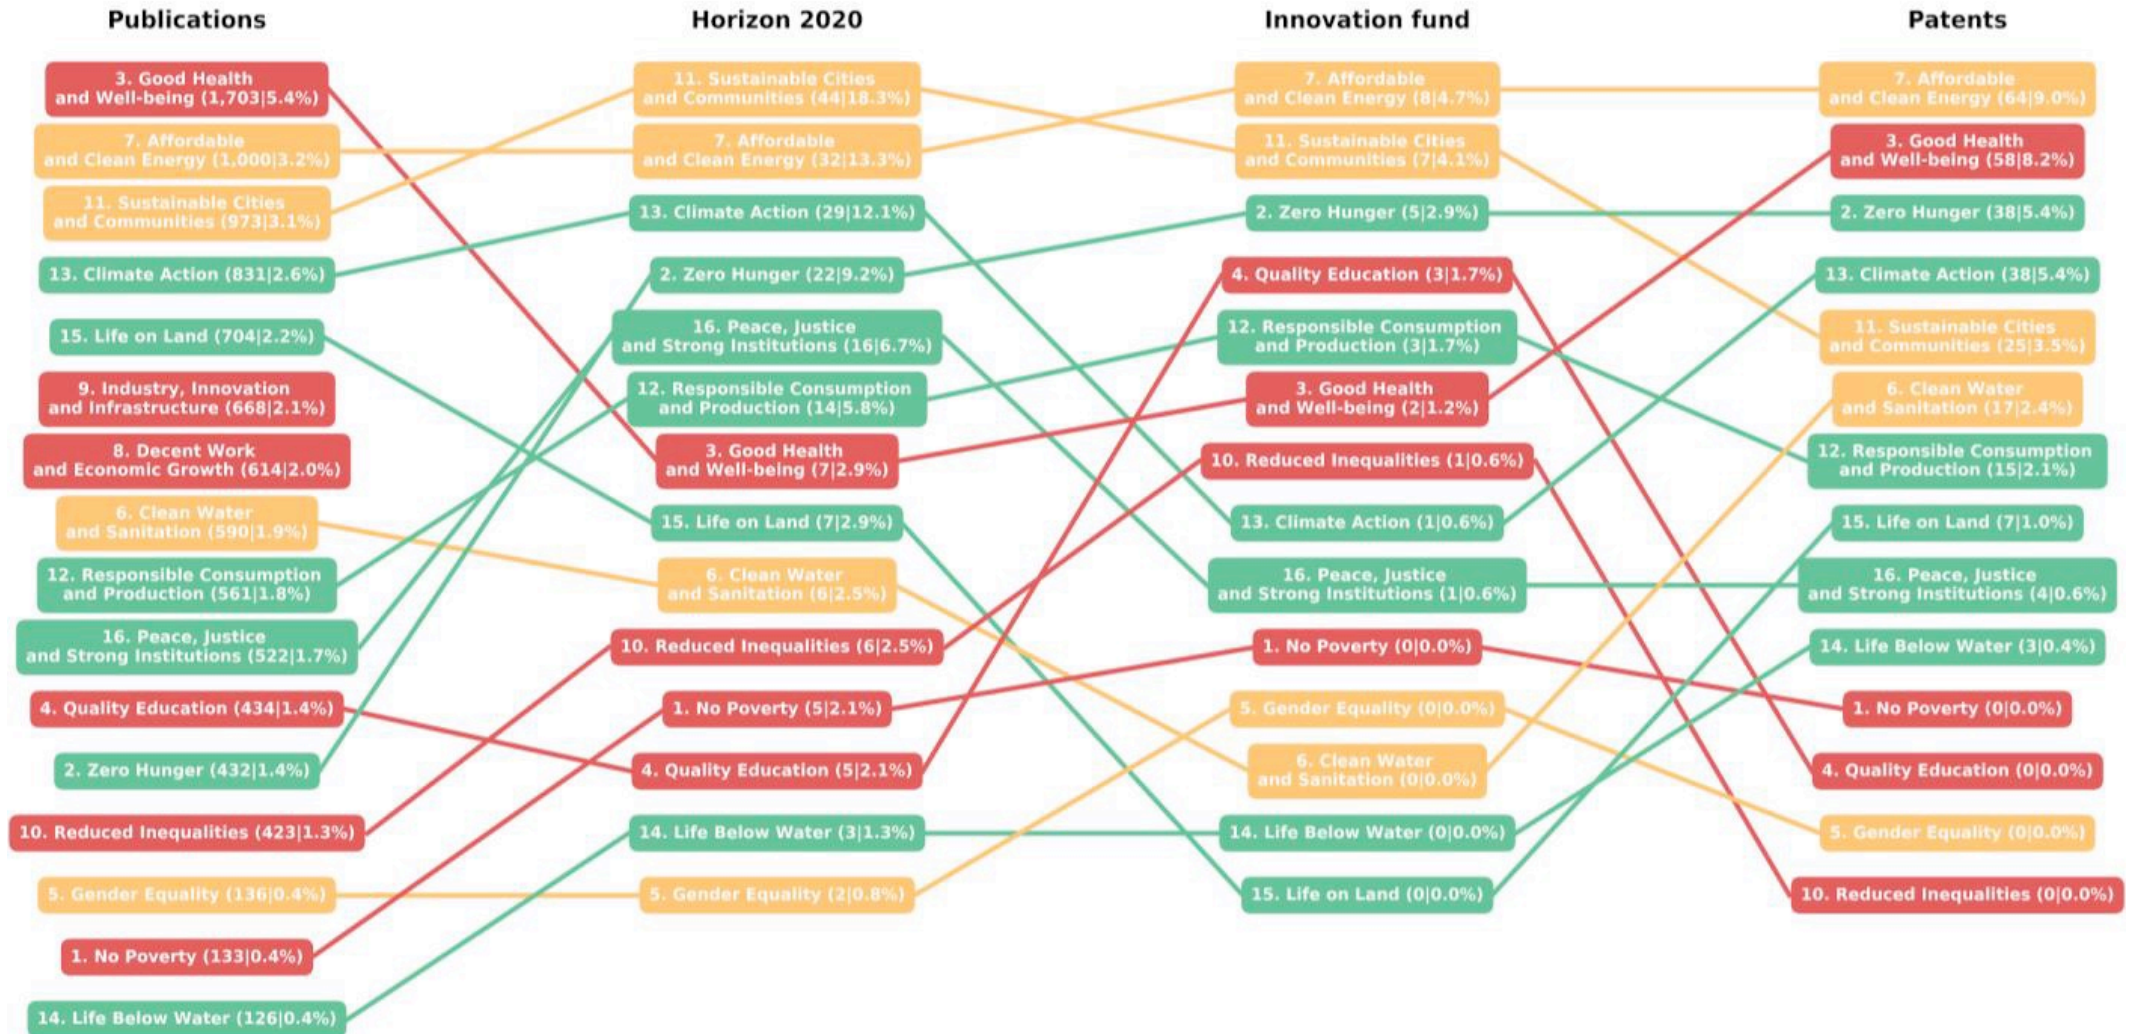 Publications
3. Good Health
and Well-being (1,703|5.4%)
7. Affordable
and Clean Energy (1,000|3.2%)
11. Sustainable Cities
and Communities (973|3.1%)
13. Climate Action (831|2.6%)
15. Life on Land (704|2.2%)
9. Industry, Innovation
and Infrastructure (668|2.1%)
8. Decent Work
and Economic Growth (614|2.0%)
6. Clean Water
and Sanitation (590|1.9%)
12. Responsible Consumption
and Production (561|1.8%)
16. Peace, Justice
and Strong Institutions (522|1.7%)
4. Quality Education (434|1.4%)
2. Zero Hunger (432|1.4%)
10. Reduced Inequalities (423|1.3%)
5. Gender Equality (136|0.4%)
1. No Poverty (133|0.4%)
14. Life Below Water (126|0.4%)
Horizon 2020
11. Sustainable Cities
and Communities (44|18.3%)
7. Affordable
and Clean Energy (32|13.3%)
13. Climate Action (29|12.1%)
2. Zero Hunger (22|9.2%)
16. Peace, Justice
and Strong Institutions (16|6.7%)
12. Responsible Consumption
and Production (14|5.8%)
3. Good Health
and Well-being (7|2.9%)
15. Life on Land (7|2.9%)
6. Clean Water
and Sanitation (6|2.5%)
10. Reduced Inequalities (6|2.5%)
1. No Poverty (5|2.1%)
4. Quality Education (5|2.1%)
14. Life Below Water (3|1.3%)
5. Gender Equality (2|0.8%)
Innovation fund
7. Affordable
and Clean Energy (8|4.7%)
11. Sustainable Cities
and Communities (7|4.1%)
2. Zero Hunger (5|2.9%)
4. Quality Education (3|1.7%)
12. Responsible Consumption
and Production (3|1.7%)
3. Good Health
and Well-being (2|1.2%)
10. Reduced Inequalities (1|0.6%)
13. Climate Action (1|0.6%)
16. Peace, Justice
and Strong Institutions (1|0.6%)
1. No Poverty (0|0.0%)
5. Gender Equality (0|0.0%)
6. Clean Water
and Sanitation (0|0.0%)
14. Life Below Water (0|0.0%)
15. Life on Land (0|0.0%)
Patents
7. Affordable
and Clean Energy (64|9.0%)
3. Good Health
and Well-being (58|8.2%)
2. Zero Hunger (38|5.4%)
13. Climate Action (38|5.4%)
11. Sustainable Cities
and Communities (25|3.5%)
6. Clean Water
and Sanitation (17|2.4%)
12. Responsible Consumption
and Production (15|2.1%)
15. Life on Land (7|1.0%)
16. Peace, Justice
and Strong Institutions (4|0.6%)
14. Life Below Water (3|0.4%)
1. No Poverty (0|0.0%)
4. Quality Education (0|0.0%)
5. Gender Equality (0|0.0%)
10. Reduced Inequalities (0|0.0%)